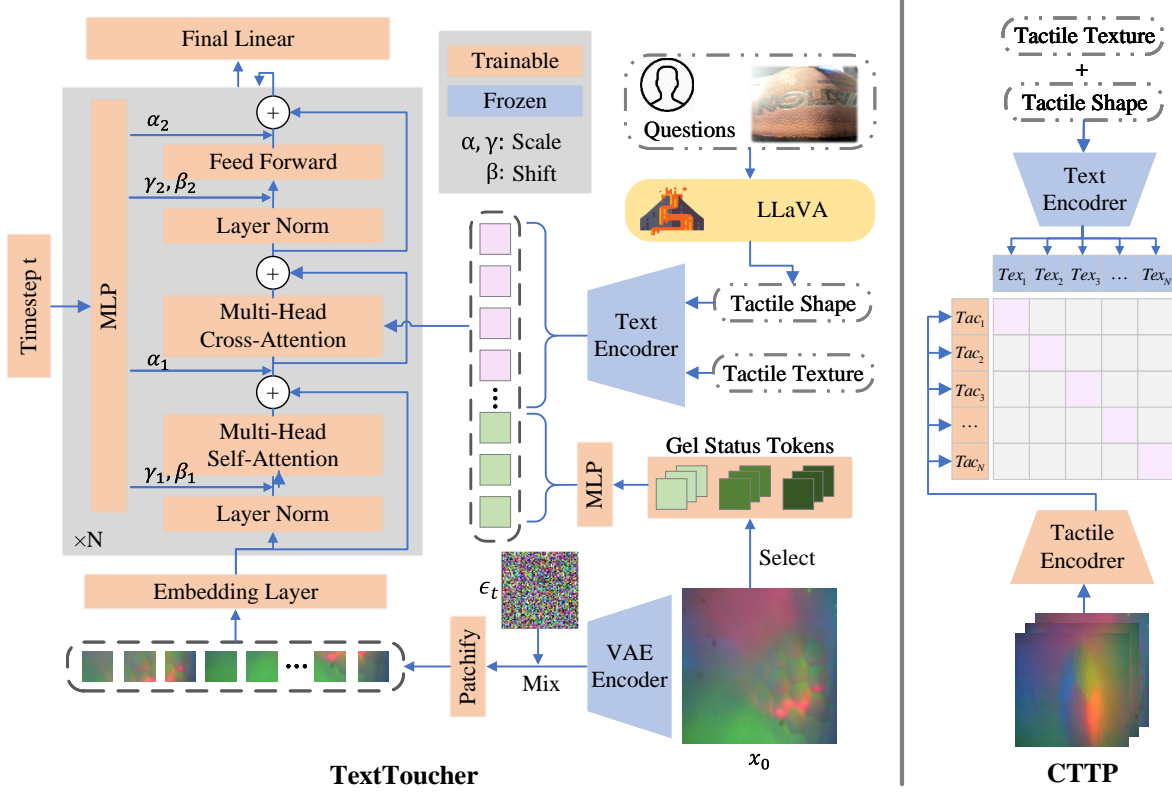 Final Linear
α₂
Feed Forward
γ₂, β₂
Layer Norm
Timestep t
MLP
Multi-Head
Cross-Attention
α₁
Multi-Head
Self-Attention
γ₁, β₁
Layer Norm
×N
Embedding Layer
Trainable
Frozen
α, γ: Scale
β: Shift
Questions
LLaVA
Tactile Shape
Text
Encodrer
Tactile Texture
Gel Status Tokens
MLP
Select
ϵₜ
Mix
Patchify
VAE
Encoder
x₀
TextToucher
Tactile Texture
+
Tactile Shape
Text
Encodrer
Tex₁ Tex₂ Tex₃ … Tex_N
Tac₁
Tac₂
Tac₃
…
Tac_N
Tactile
Encodrer
CTTP